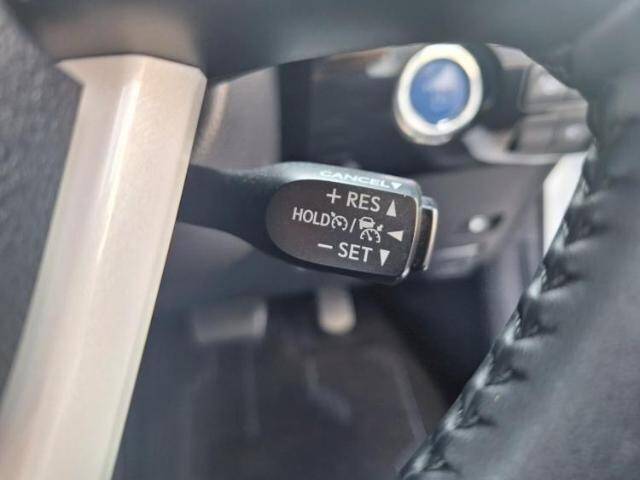 CANCEL▼
+ RES ▲
HOLD / ◄
– SET ▼